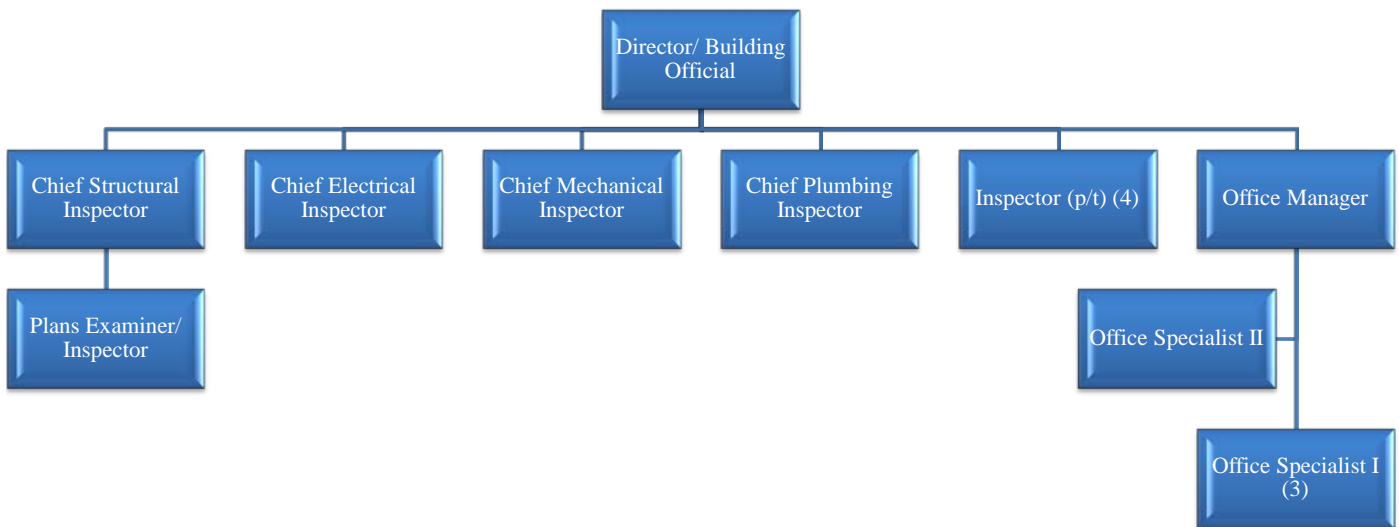 Director/ Building
Official
Chief Structural
Inspector
Chief Electrical
Inspector
Chief Mechanical
Inspector
Chief Plumbing
Inspector
Inspector (p/t) (4)
Office Manager
Plans Examiner/
Inspector
Office Specialist II
Office Specialist I
(3)